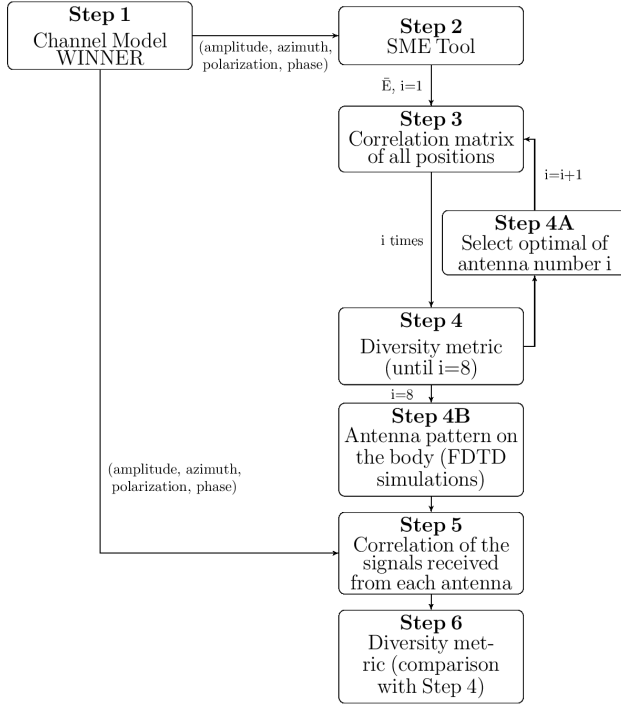 Step 1
Channel Model
WINNER
(amplitude, azimuth,
polarization, phase)
Step 2
SME Tool
Ē, i=1
Step 3
Correlation matrix
of all positions
i=i+1
Step 4A
Select optimal of
antenna number i
i times
Step 4
Diversity metric
(until i=8)
i=8
Step 4B
Antenna pattern on
the body (FDTD
simulations)
(amplitude, azimuth,
polarization, phase)
Step 5
Correlation of the
signals received
from each antenna
Step 6
Diversity met-
ric (comparison
with Step 4)